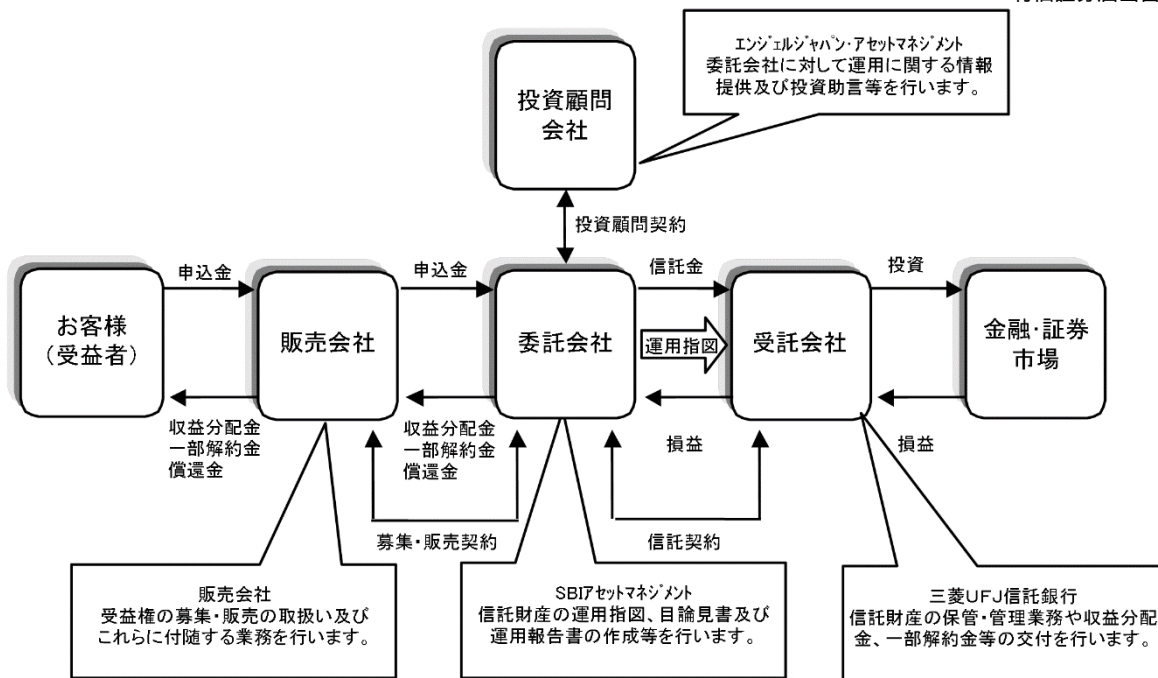 エンジェルジャパン・アセットマネジメント
委託会社に対して運用に関する情報
提供及び投資助言等を行います。
投資顧問
会社
投資顧問契約
申込金
申込金
信託金
投資
お客様
(受益者)
販売会社
委託会社
運用指図
受託会社
金融・証券
市場
収益分配金
一部解約金
償還金
収益分配金
一部解約金
償還金
損益
損益
募集・販売契約
信託契約
販売会社
受益権の募集・販売の取扱い及び
これらに付随する業務を行います。
SBIアセットマネジメント
信託財産の運用指図、目論見書及び
運用報告書の作成等を行います。
三菱UFJ信託銀行
信託財産の保管・管理業務や収益分配
金、一部解約金等の交付を行います。